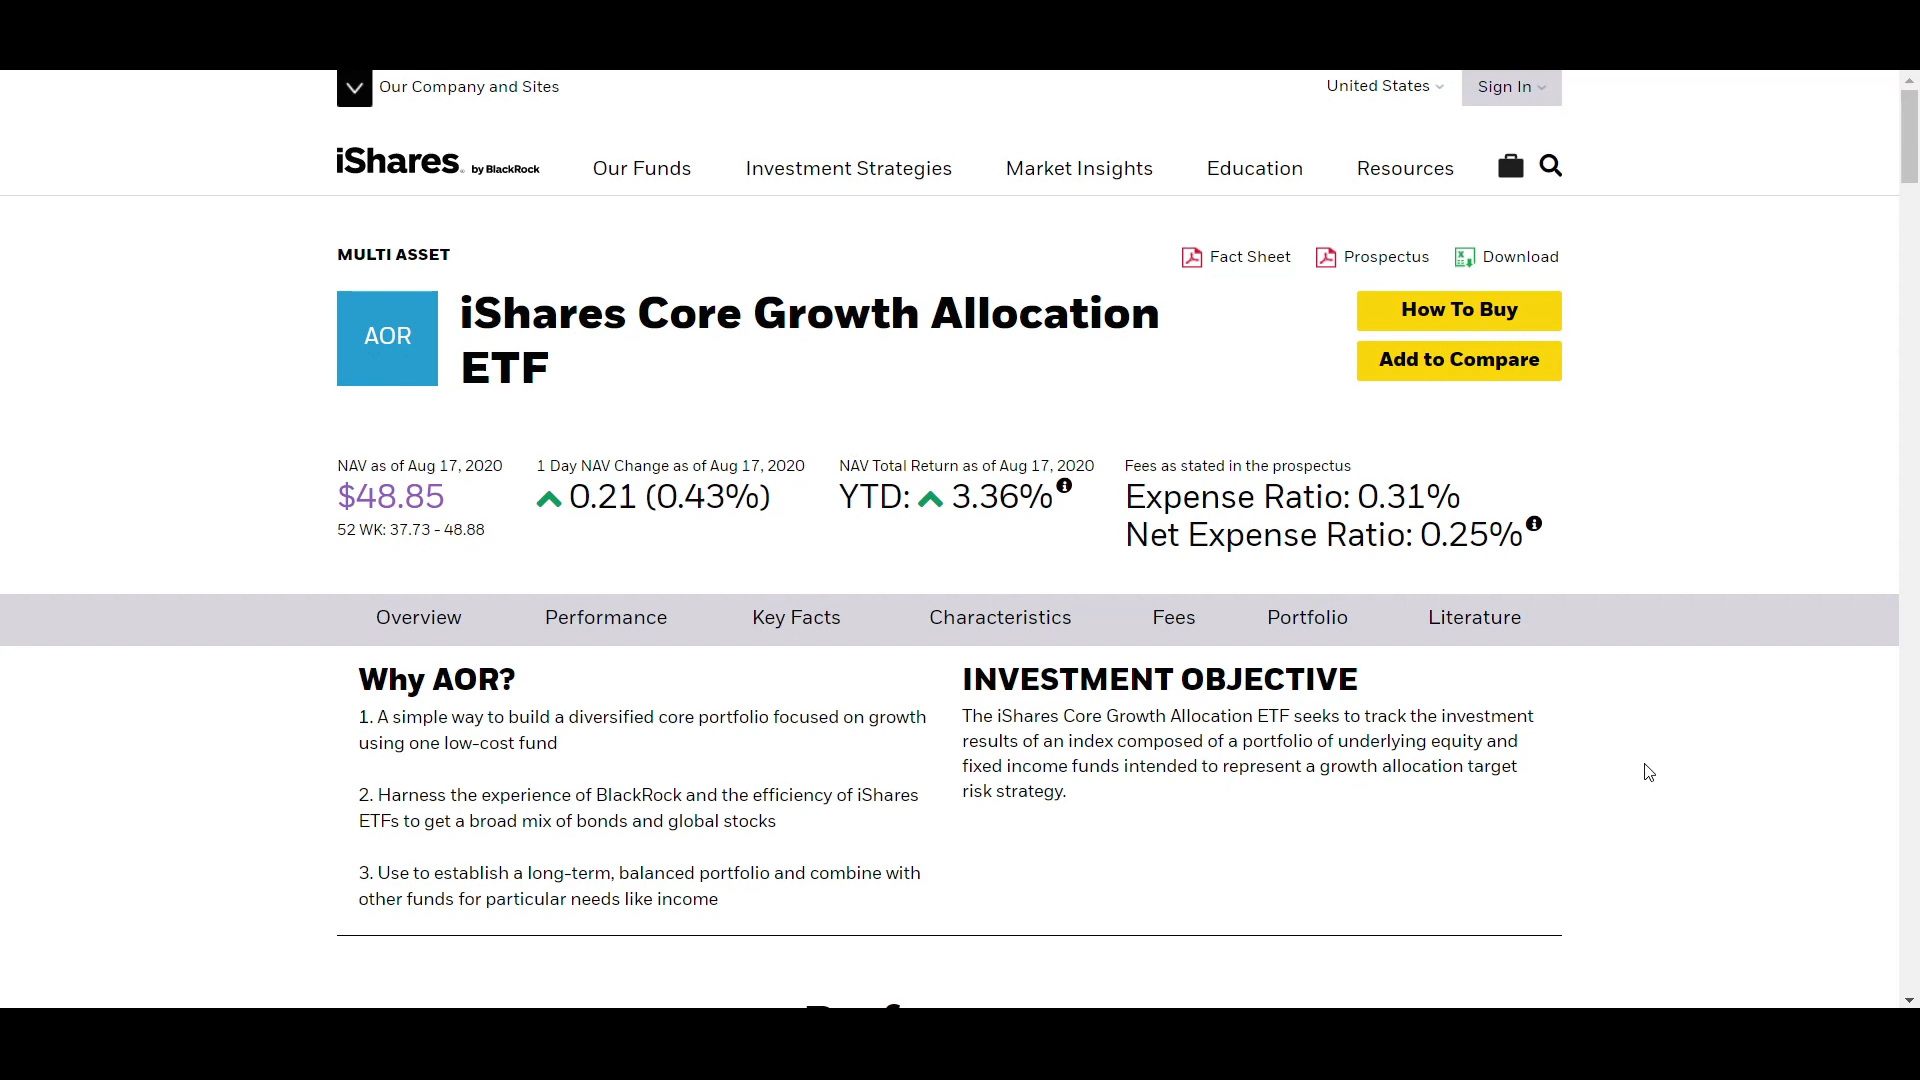 Our Company and Sites
United States
Sign In
iShares. by BlackRock
Our Funds
Investment Strategies
Market Insights
Education
Resources
MULTI ASSET
Fact Sheet
Prospectus
Download
AOR
iShares Core Growth Allocation
ETF
How To Buy
Add to Compare
NAV as of Aug 17, 2020
$48.85
52 WK: 37.73 - 48.88
1 Day NAV Change as of Aug 17, 2020
0.21 (0.43%)
NAV Total Return as of Aug 17, 2020
YTD: 3.36%
Fees as stated in the prospectus
Expense Ratio: 0.31%
Net Expense Ratio: 0.25%
Overview
Performance
Key Facts
Characteristics
Fees
Portfolio
Literature
Why AOR?
1. A simple way to build a diversified core portfolio focused on growth
using one low-cost fund
2. Harness the experience of BlackRock and the efficiency of iShares
ETFs to get a broad mix of bonds and global stocks
3. Use to establish a long-term, balanced portfolio and combine with
other funds for particular needs like income
INVESTMENT OBJECTIVE
The iShares Core Growth Allocation ETF seeks to track the investment
results of an index composed of a portfolio of underlying equity and
fixed income funds intended to represent a growth allocation target
risk strategy.